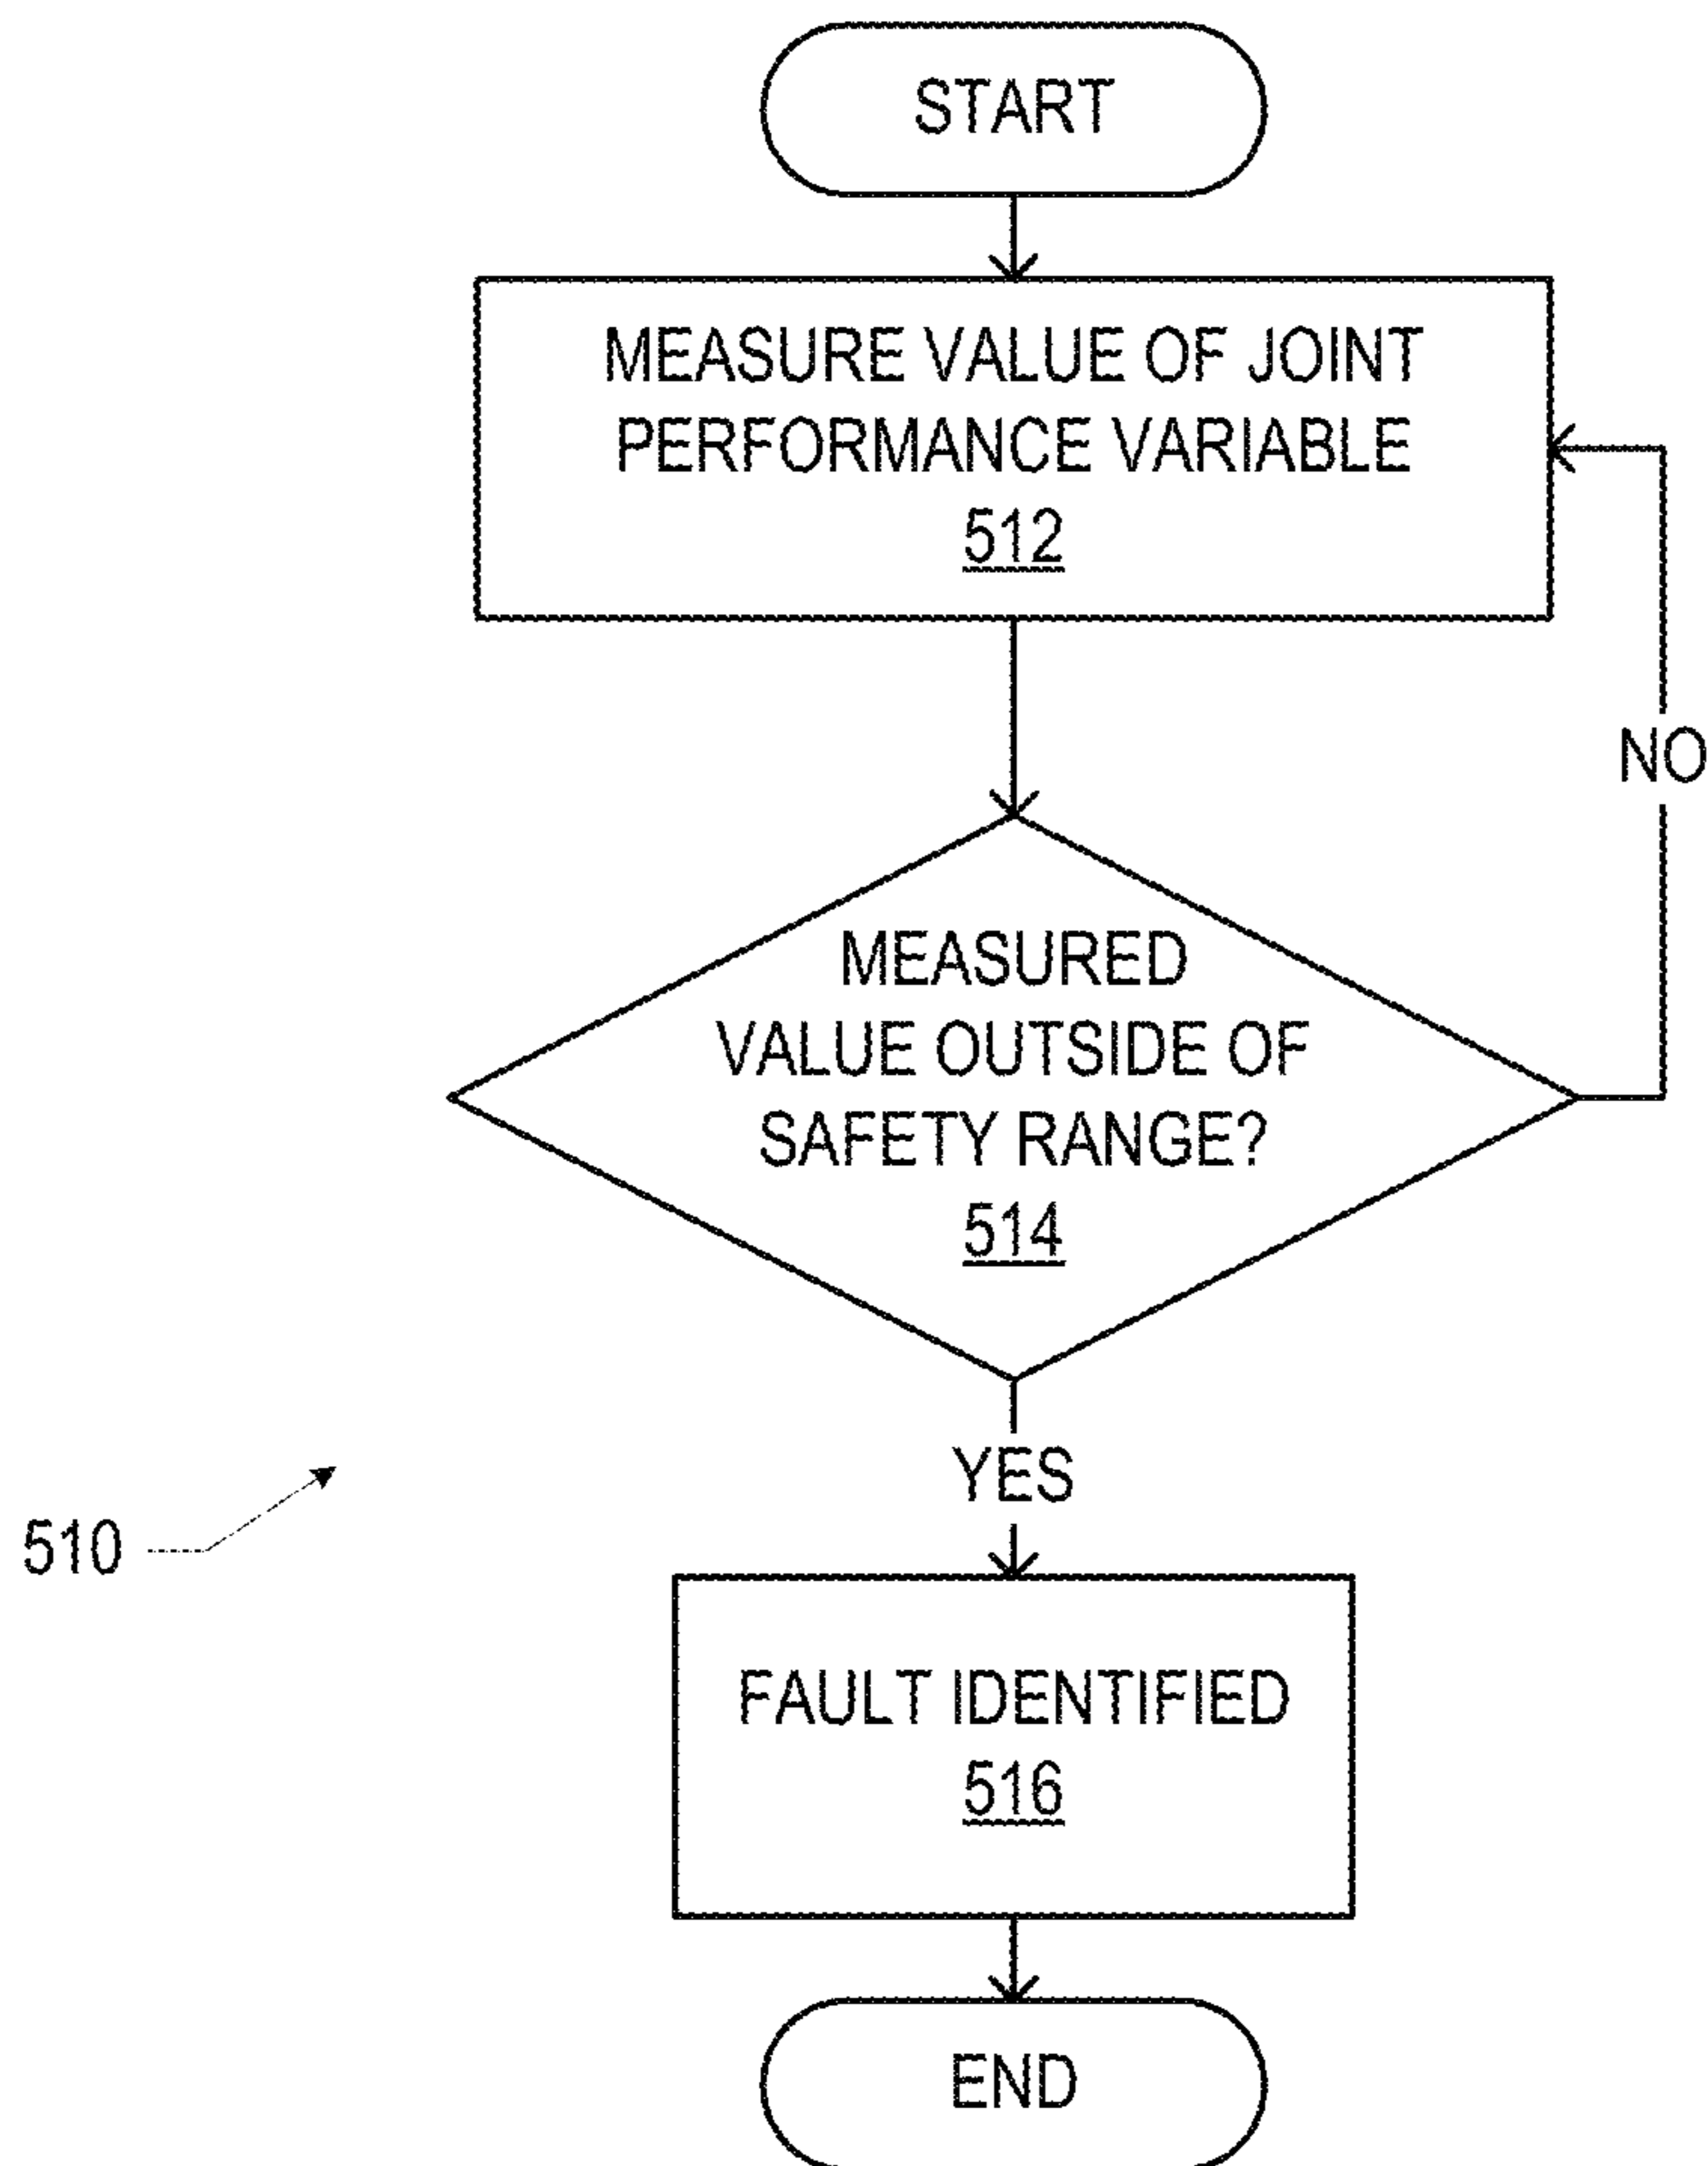 START
MEASURE VALUE OF JOINT
PERFORMANCE VARIABLE
512
NO
MEASURED
VALUE OUTSIDE OF
SAFETY RANGE?
514
YES
510
FAULT IDENTIFIED
516
END